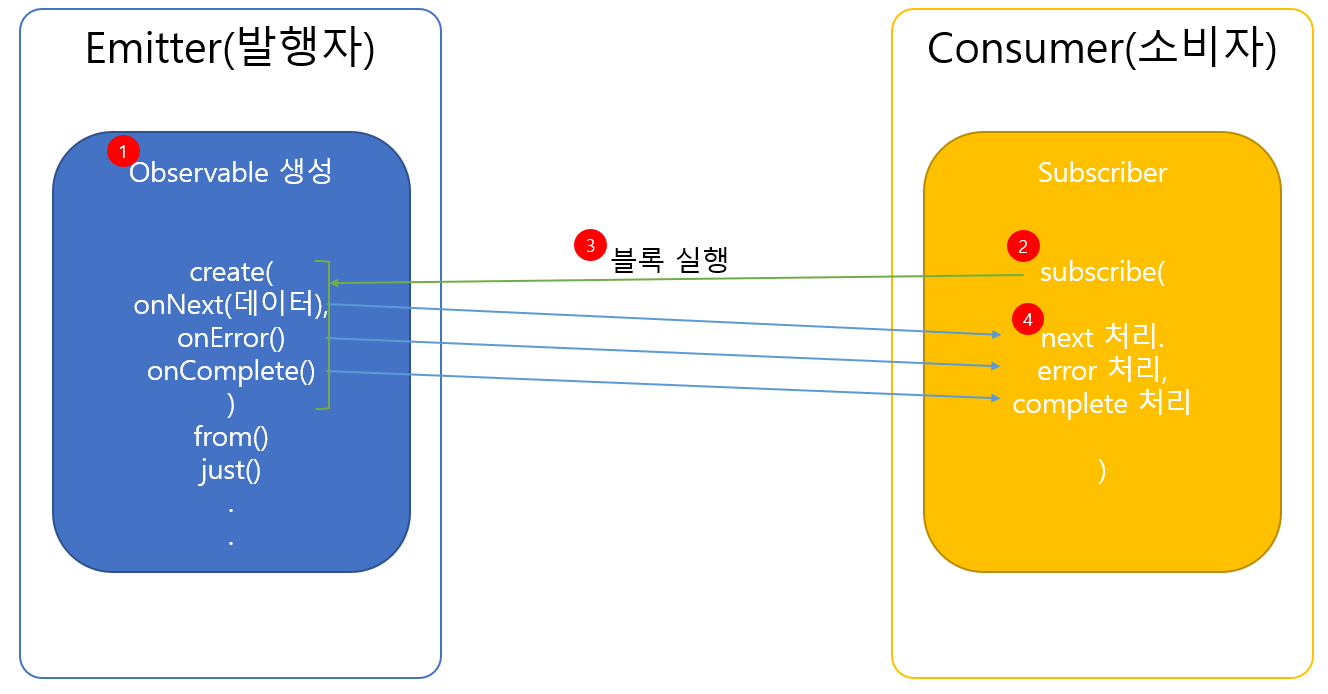 Emitter(발행자)
1
Observable 생성
create(
onNext(데이터),
onError()
onComplete()
)
from()
just()
.
.
3
블록 실행
Consumer(소비자)
Subscriber
2
subscribe(
4
next 처리.
error 처리,
complete 처리
)